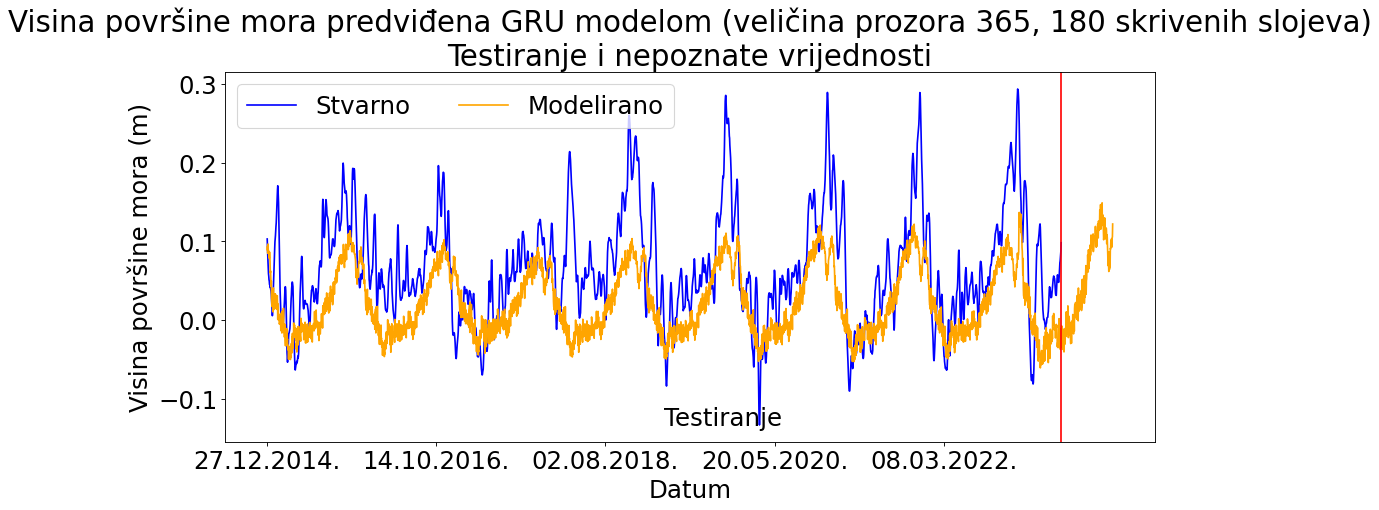 Visina površine mora predviđena GRU modelom (veličina prozora 365, 180 skrivenih slojeva)
Testiranje i nepoznate vrijednosti
Stvarno
Modelirano
Visina površine mora (m)
0.3
0.2
0.1
0.0
−0.1
Testiranje
27.12.2014.
14.10.2016.
02.08.2018.
20.05.2020.
08.03.2022.
Datum